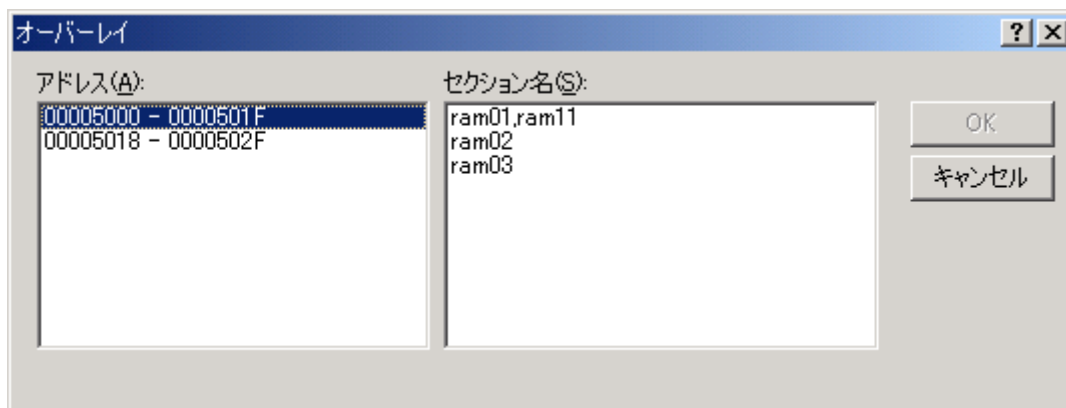 オーバーレイ
アドレス(A):
00005000 - 0000501F
00005018 - 0000502F
セクション名(S):
ram01,ram11
ram02
ram03
OK
キャンセル